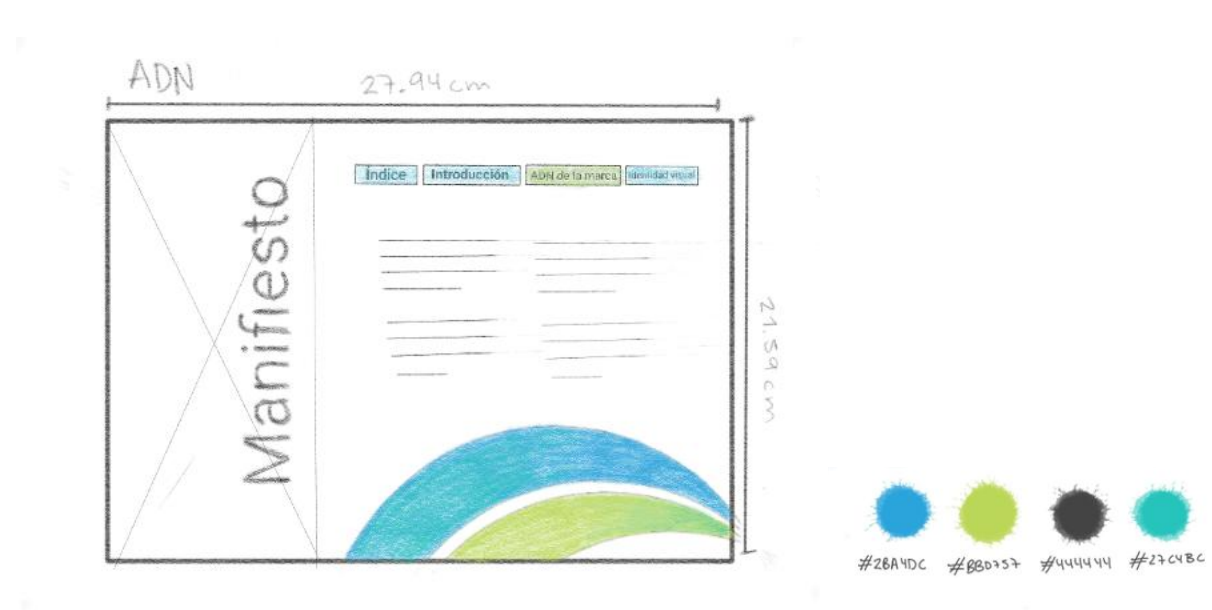 ADN
27.94 cm
Índice Introducción ADN de la marca Identidad visual
Manifiesto
21.59 cm
#2BA4DC #BBD757 #444444 #27C4BC